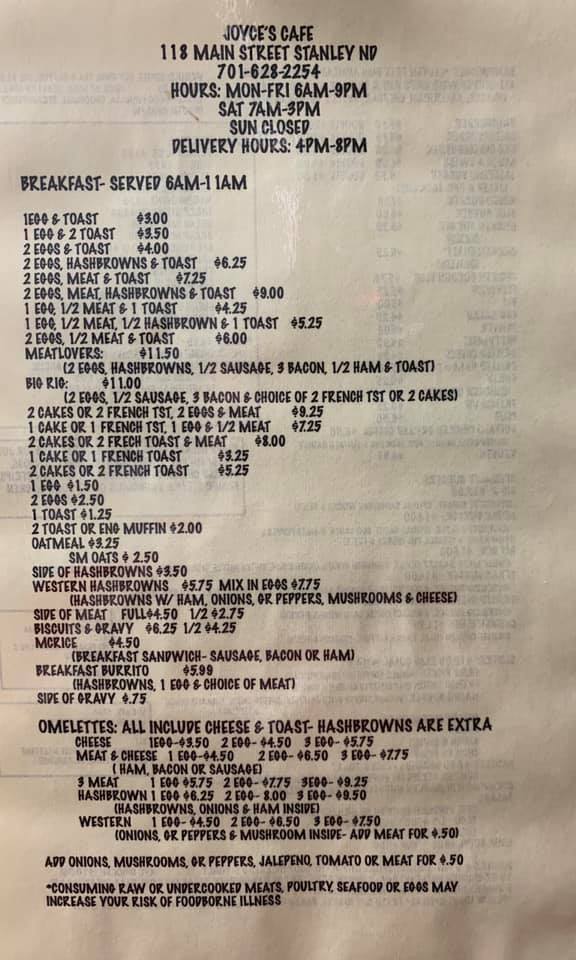 JOYCE'S CAFE
118 MAIN STREET STANLEY ND
701-628-2254
HOURS: MON-FRI 6AM-9PM
SAT 7AM-3PM
SUN CLOSED
DELIVERY HOURS: 4PM-8PM
BREAKFAST- SERVED 6AM-11AM
1EGG & TOAST $3.00
1 EGG & 2 TOAST $3.50
2 EGGS & TOAST $4.00
2 EGGS, HASHBROWNS & TOAST $6.25
2 EGGS, MEAT & TOAST $7.25
2 EGGS, MEAT, HASHBROWNS & TOAST $9.00
1 EGG, 1/2 MEAT & 1 TOAST $4.25
1 EGG, 1/2 MEAT, 1/2 HASHBROWN & 1 TOAST $5.25
2 EGGS, 1/2 MEAT & TOAST $6.00
MEATLOVERS: $11.50
(2 EGGS, HASHBROWNS, 1/2 SAUSAGE, 3 BACON, 1/2 HAM & TOAST)
BIG RIG: $11.00
(2 EGGS, 1/2 SAUSAGE, 3 BACON & CHOICE OF 2 FRENCH TST OR 2 CAKES)
2 CAKES OR 2 FRENCH TST, 2 EGGS & MEAT $9.25
1 CAKE OR 1 FRENCH TST, 1 EGG & 1/2 MEAT $7.25
2 CAKES OR 2 FRECH TOAST & MEAT $8.00
1 CAKE OR 1 FRENCH TOAST $3.25
2 CAKES OR 2 FRENCH TOAST $5.25
1 EGG $1.50
2 EGGS $2.50
1 TOAST $1.25
2 TOAST OR ENG MUFFIN $2.00
OATMEAL $3.25
SM OATS $ 2.50
SIDE OF HASHBROWNS $3.50
WESTERN HASHBROWNS $5.75 MIX IN EGGS $7.75
(HASHBROWNS W/ HAM, ONIONS, GR PEPPERS, MUSHROOMS & CHEESE)
SIDE OF MEAT FULL$4.50 1/2 $2.75
BISCUITS & GRAVY $6.25 1/2 $4.25
MCRICE $4.50
(BREAKFAST SANDWICH- SAUSAGE, BACON OR HAM)
BREAKFAST BURRITO $5.99
(HASHBROWNS, 1 EGG & CHOICE OF MEAT)
SIDE OF GRAVY $.75
OMELETTES: ALL INCLUDE CHEESE & TOAST- HASHBROWNS ARE EXTRA
CHEESE 1EGG-$3.50 2 EGG- $4.50 3 EGG- $5.75
MEAT & CHEESE 1 EGG-$4.50 2 EGG- $6.50 3 EGG- $7.75
( HAM, BACON OR SAUSAGE)
3 MEAT 1 EGG $5.75 2 EGG- $7.75 3EGG- $9.25
HASHBROWN 1 EGG $6.25 2 EGG- 8.00 3 EGG- $9.50
(HASHBROWNS, ONIONS & HAM INSIDE)
WESTERN 1 EGG- $4.50 2 EGG- $6.50 3 EGG- $7.50
(ONIONS, GR PEPPERS & MUSHROOM INSIDE- ADD MEAT FOR $.50)
ADD ONIONS, MUSHROOMS, GR PEPPERS, JALEPENO, TOMATO OR MEAT FOR $.50
*CONSUMING RAW OR UNDERCOOKED MEATS, POULTRY, SEAFOOD OR EGGS MAY
INCREASE YOUR RISK OF FOODBORNE ILLNESS